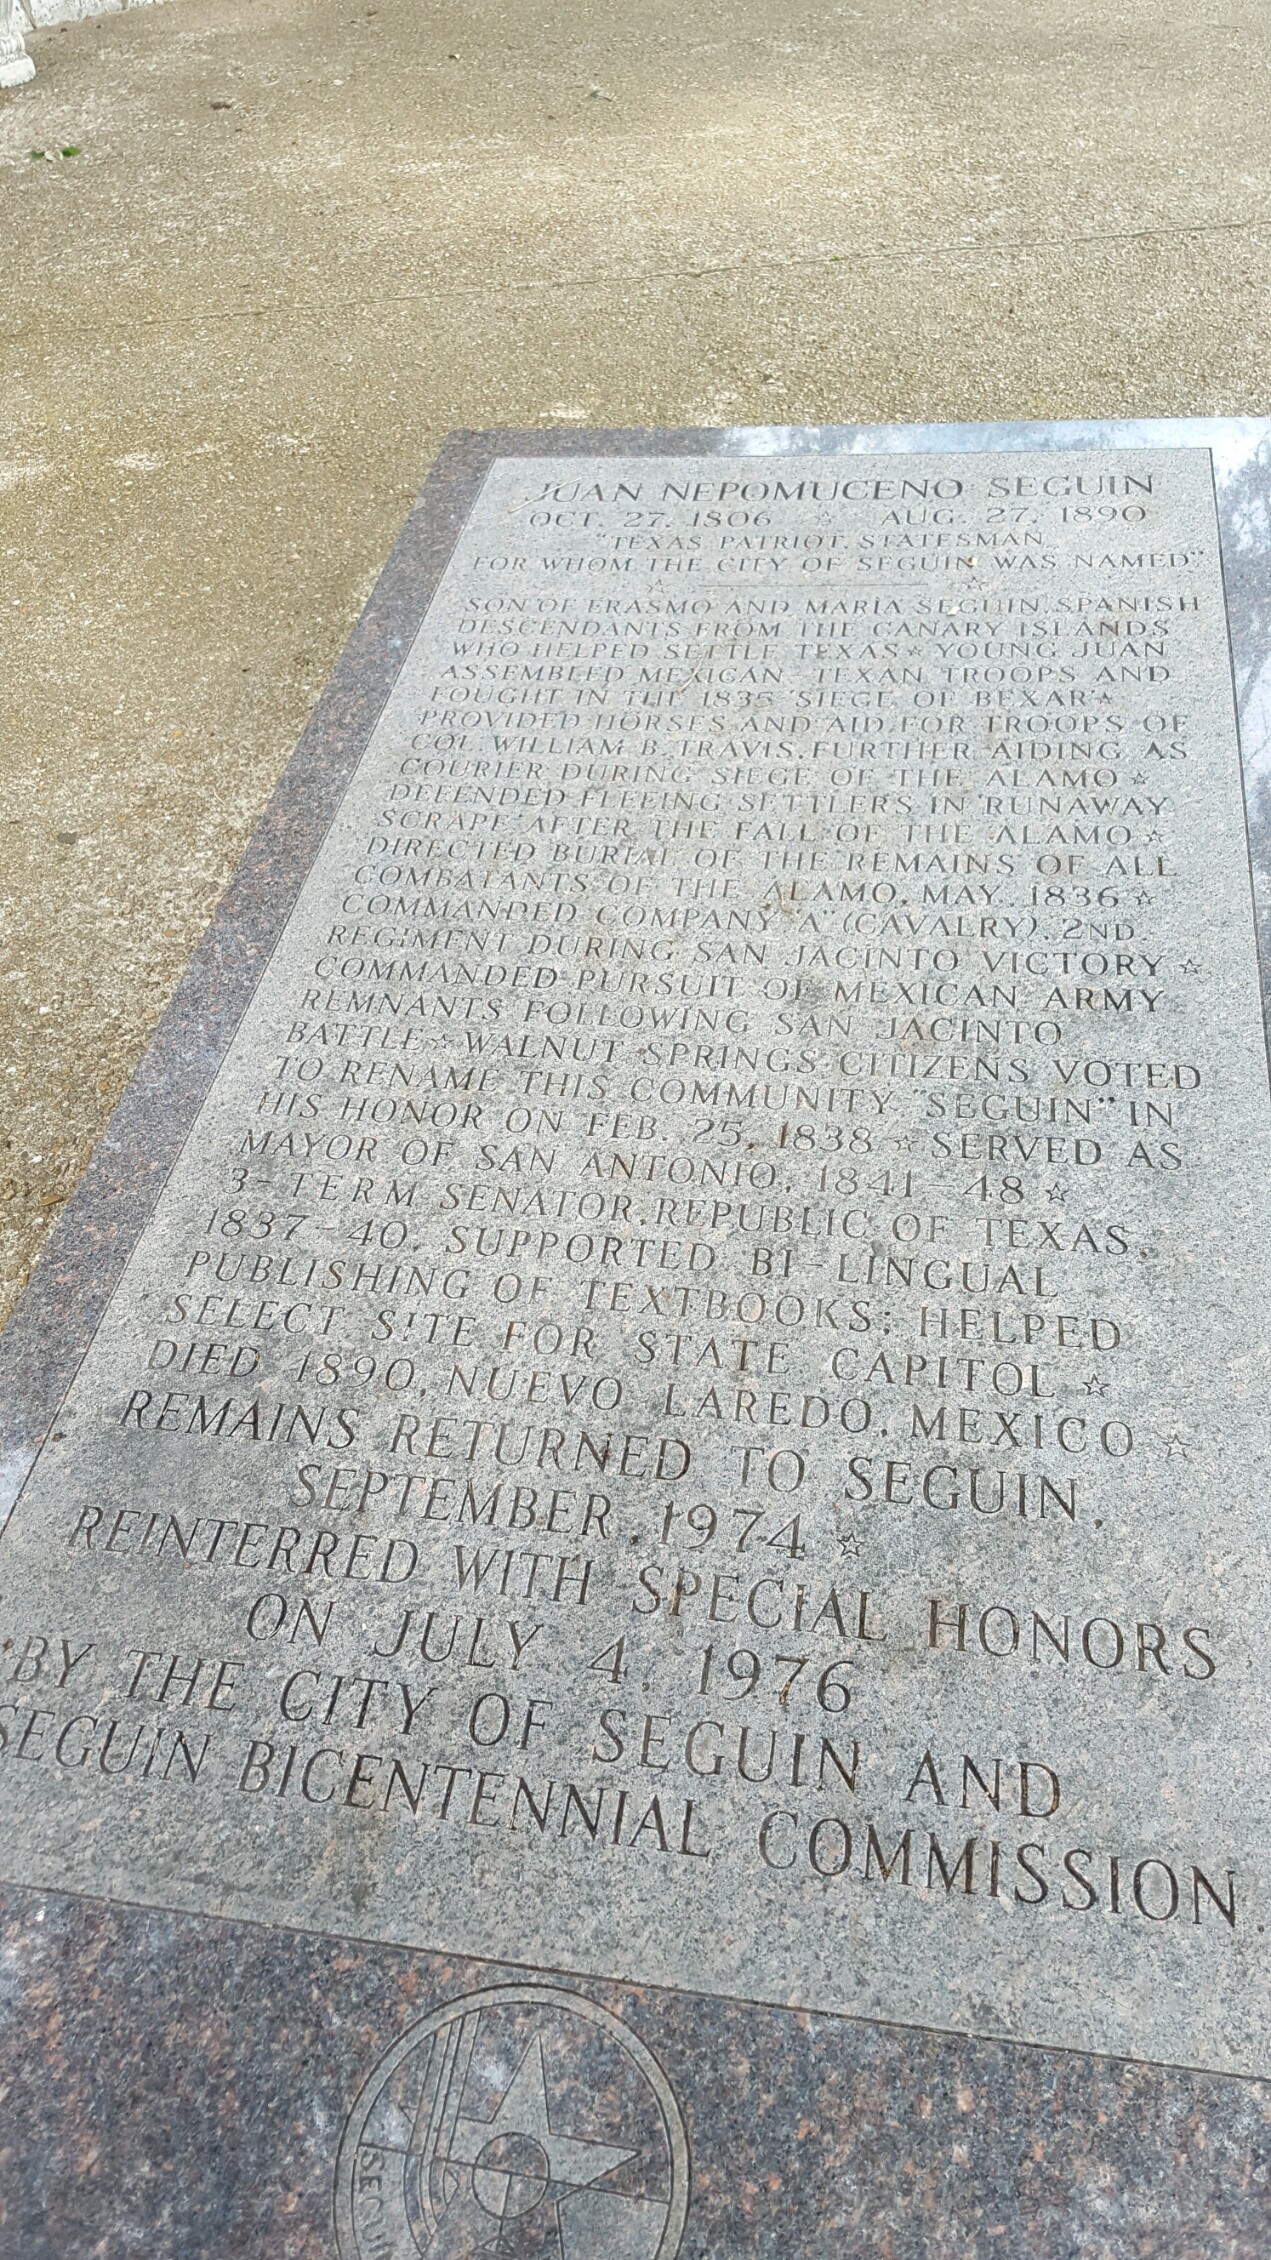 JUAN NEPOMUCENO SEGUIN
OCT. 27, 1806 ☆ AUG. 27, 1890
"TEXAS PATRIOT, STATESMAN,
FOR WHOM THE CITY OF SEGUIN WAS NAMED"
☆ ☆
SON OF ERASMO AND MARIA SEGUIN, SPANISH
DESCENDANTS FROM THE CANARY ISLANDS
WHO HELPED SETTLE TEXAS ☆ YOUNG JUAN
ASSEMBLED MEXICAN-TEXAN TROOPS AND
FOUGHT IN THE 1835 SIEGE OF BEXAR ☆
PROVIDED HORSES AND AID FOR TROOPS OF
COL. WILLIAM B. TRAVIS, FURTHER AIDING AS
COURIER DURING SIEGE OF THE ALAMO ☆
DEFENDED FLEEING SETTLERS IN "RUNAWAY
SCRAPE" AFTER THE FALL OF THE ALAMO ☆
DIRECTED BURIAL OF THE REMAINS OF ALL
COMBATANTS OF THE ALAMO, MAY, 1836 ☆
COMMANDED COMPANY "A" (CAVALRY), 2ND.
REGIMENT DURING SAN JACINTO VICTORY ☆
COMMANDED PURSUIT OF MEXICAN ARMY
REMNANTS FOLLOWING SAN JACINTO
BATTLE ☆ WALNUT SPRINGS CITIZENS VOTED
TO RENAME THIS COMMUNITY "SEGUIN" IN
HIS HONOR ON FEB. 25, 1838 ☆ SERVED AS
MAYOR OF SAN ANTONIO, 1841-48 ☆
3-TERM SENATOR, REPUBLIC OF TEXAS,
1837-40, SUPPORTED BI-LINGUAL
PUBLISHING OF TEXTBOOKS; HELPED
SELECT SITE FOR STATE CAPITOL ☆
DIED 1890, NUEVO LAREDO, MEXICO ☆
REMAINS RETURNED TO SEGUIN,
SEPTEMBER, 1974 ☆
REINTERRED WITH SPECIAL HONORS
ON JULY 4, 1976
BY THE CITY OF SEGUIN AND
SEGUIN BICENTENNIAL COMMISSION.
SEGUIN